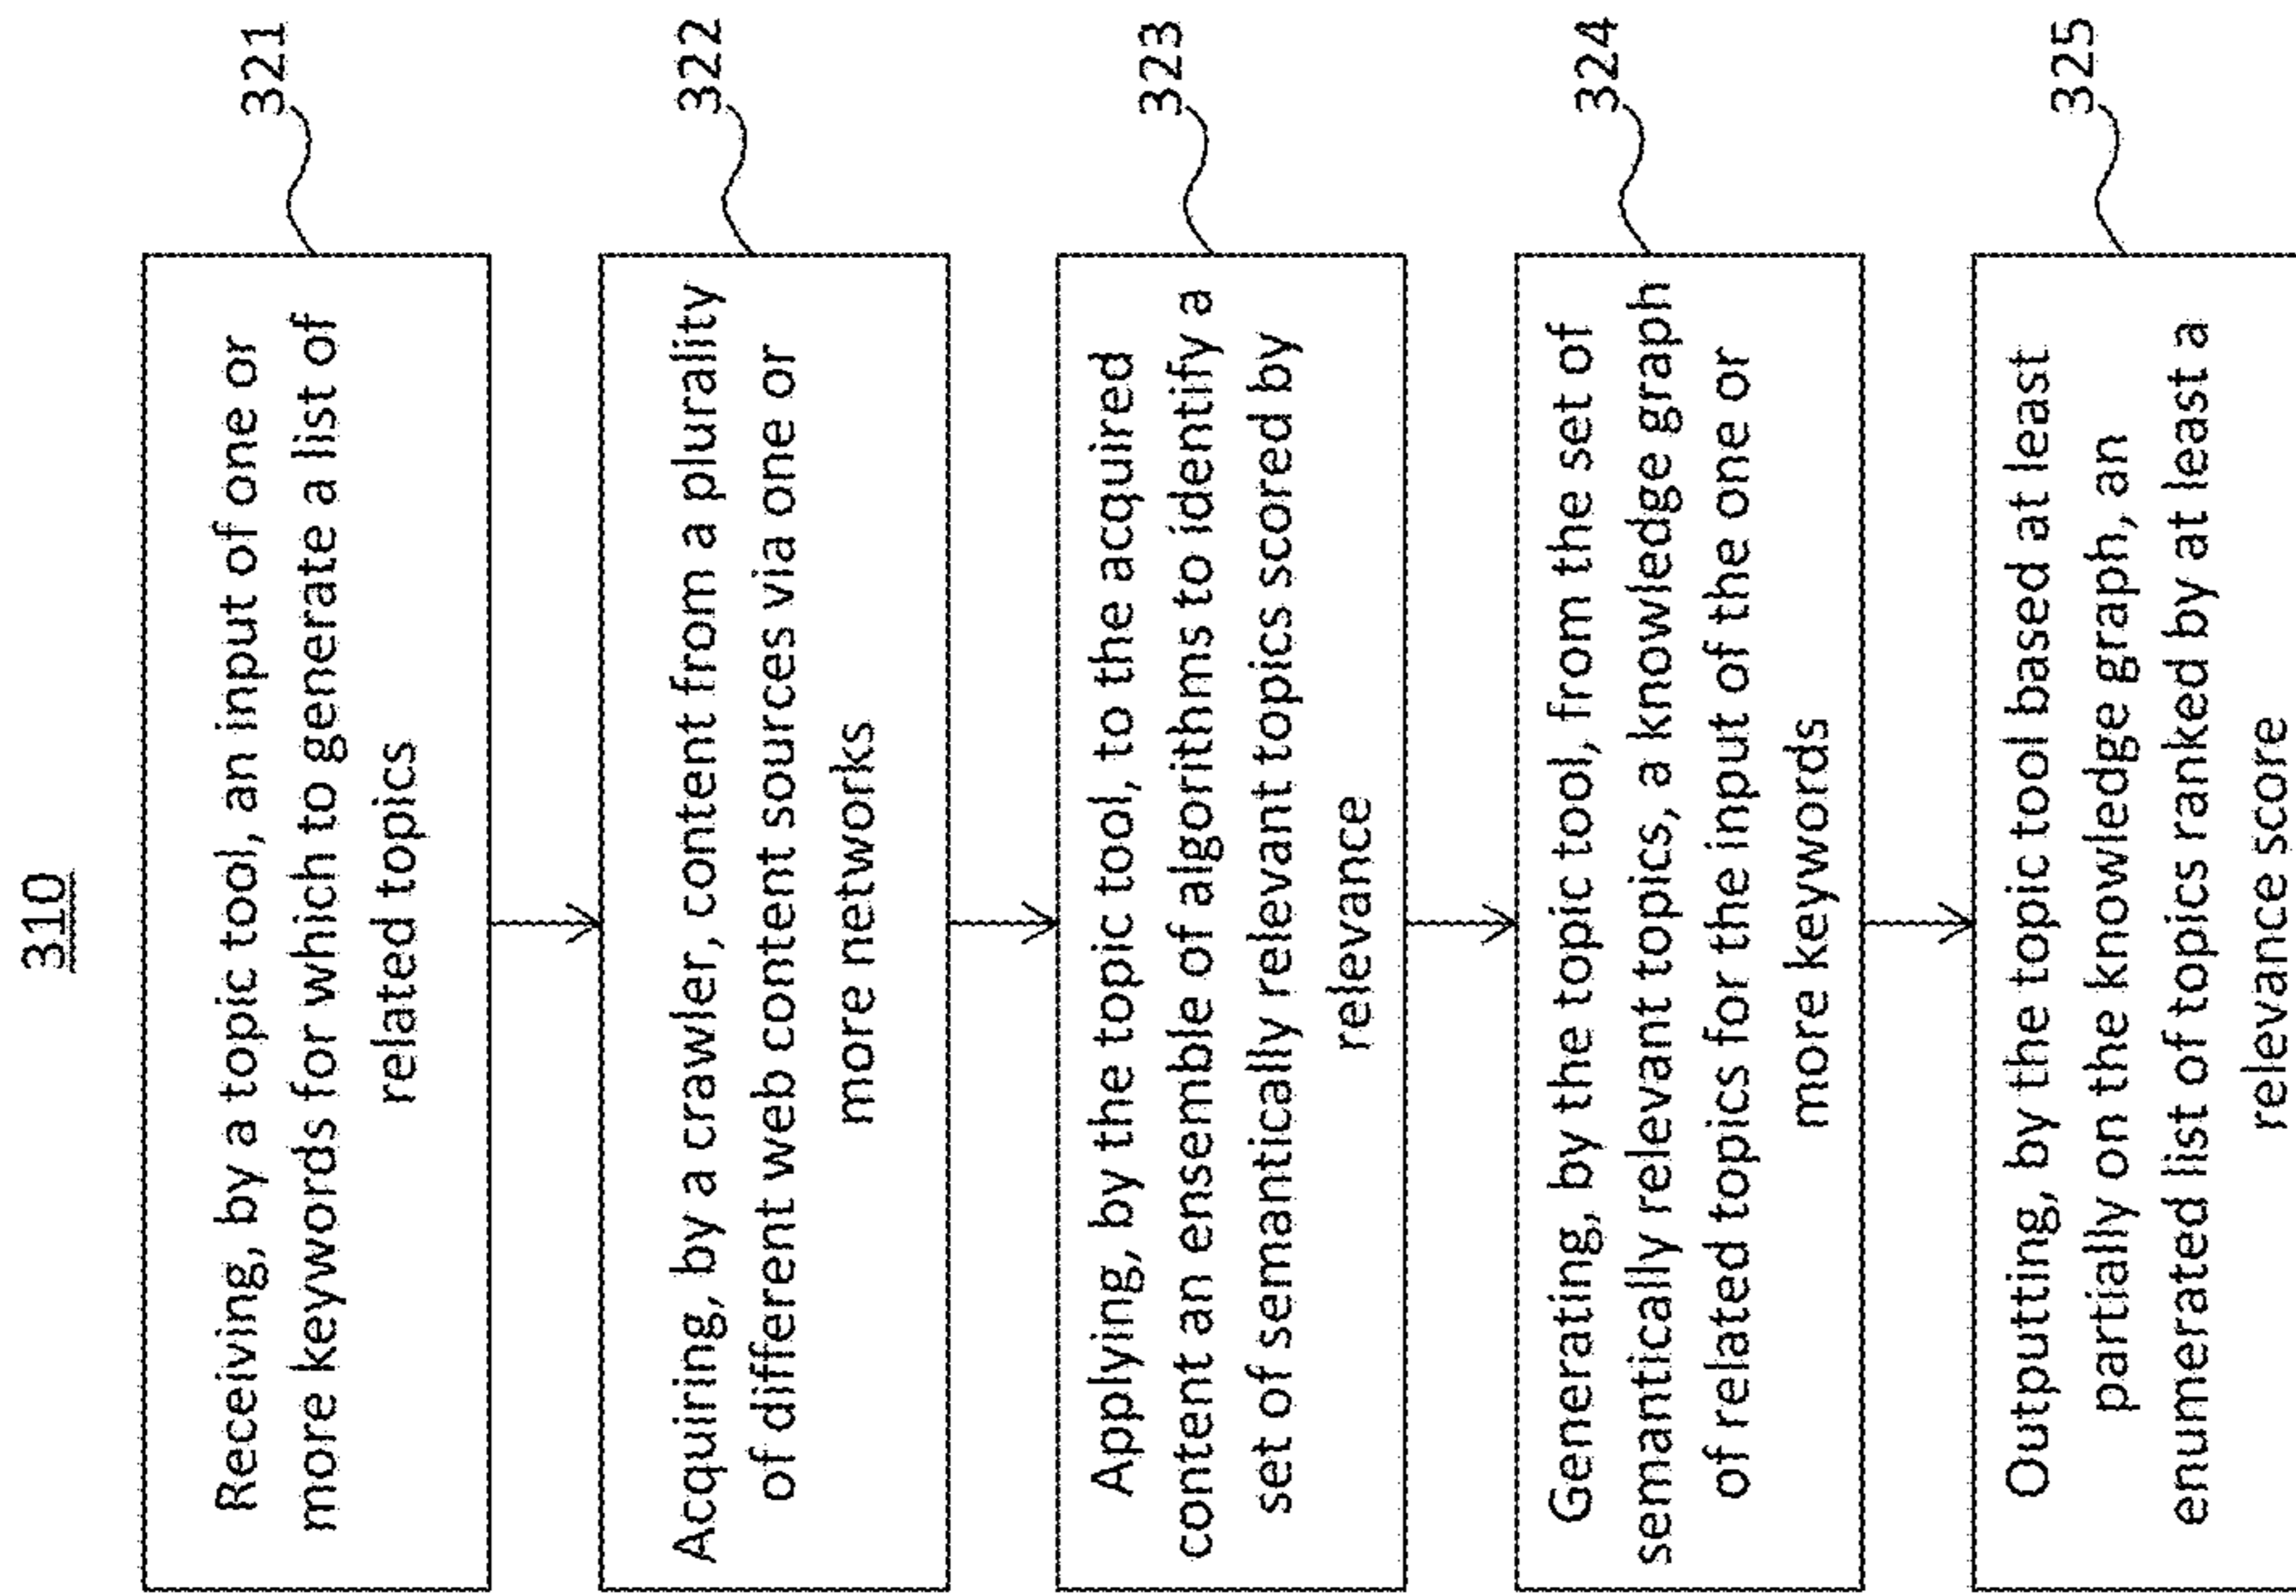 310
Receiving, by a topic tool, an input of one or
more keywords for which to generate a list of
related topics
321
Acquiring, by a crawler, content from a plurality
of different web content sources via one or
more networks
322
Applying, by the topic tool, to the acquired
content an ensemble of algorithms to identify a
set of semantically relevant topics scored by
relevance
323
Generating, by the topic tool, from the set of
semantically relevant topics, a knowledge graph
of related topics for the input of the one or
more keywords
324
Outputting, by the topic tool based at least
partially on the knowledge graph, an
enumerated list of topics ranked by at least a
relevance score
325